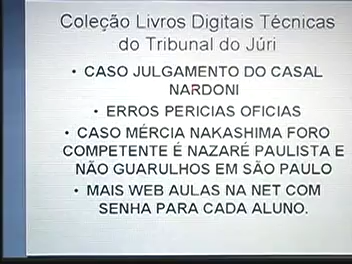 Coleção Livros Digitais Técnicas
do Tribunal do Júri
• CASO JULGAMENTO DO CASAL
NARDONI
• ERROS PERICIAS OFICIAS
• CASO MÉRCIA NAKASHIMA FORO
COMPETENTE É NAZARÉ PAULISTA E
NÃO GUARULHOS EM SÃO PAULO
• MAIS WEB AULAS NA NET COM
SENHA PARA CADA ALUNO.